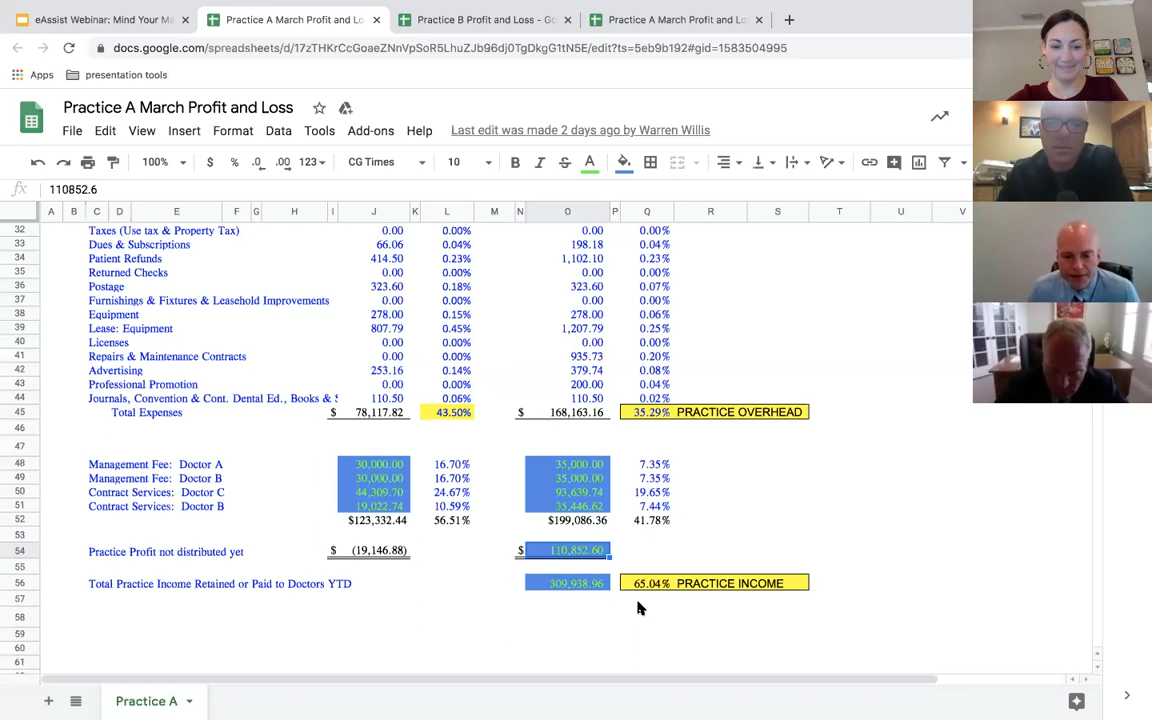 eAssist Webinar: Mind Your Ma
Practice A March Profit and Lo
Practice B Profit and Loss - Go
Practice A March Profit and Lo
docs.google.com/spreadsheets/d/17zTHKrCcGoaeZNnVpSoR5LhuZJb96dj0TgDkgG1tN5E/edit?ts=5eb9b192#gid=1583504995
Apps presentation tools
Practice A March Profit and Loss
File Edit View Insert Format Data Tools Add-ons Help Last edit was made 2 days ago by Warren Willis
100% $ % .0 .00 123 CG Times 10 B I S A
fx 110852.6
A B C D E F G H I J K L M N O P Q R S T U V
32 Taxes (Use tax & Property Tax) 0.00 0.00% 0.00 0.00%
33 Dues & Subscriptions 66.06 0.04% 198.18 0.04%
34 Patient Refunds 414.50 0.23% 1,102.10 0.23%
35 Returned Checks 0.00 0.00% 0.00 0.00%
36 Postage 323.60 0.18% 323.60 0.07%
37 Furnishings & Fixtures & Leasehold Improvements 0.00 0.00% 0.00 0.00%
38 Equipment 278.00 0.15% 278.00 0.06%
39 Lease: Equipment 807.79 0.45% 1,207.79 0.25%
40 Licenses 0.00 0.00% 0.00 0.00%
41 Repairs & Maintenance Contracts 0.00 0.00% 935.73 0.20%
42 Advertising 253.16 0.14% 379.74 0.08%
43 Professional Promotion 0.00 0.00% 200.00 0.04%
44 Journals, Convention & Cont. Dental Ed., Books & S 110.50 0.06% 110.50 0.02%
45 Total Expenses $ 78,117.82 43.50% $ 168,163.16 35.29% PRACTICE OVERHEAD
46
47
48 Management Fee: Doctor A 30,000.00 16.70% 35,000.00 7.35%
49 Management Fee: Doctor B 30,000.00 16.70% 35,000.00 7.35%
50 Contract Services: Doctor C 44,309.70 24.67% 93,639.74 19.65%
51 Contract Services: Doctor B 19,022.74 10.59% 35,446.62 7.44%
52 $123,332.44 56.51% $199,086.36 41.78%
53
54 Practice Profit not distributed yet $ (19,146.88) $ 110,852.60
55
56 Total Practice Income Retained or Paid to Doctors YTD 309,938.96 65.04% PRACTICE INCOME
57
58
59
60
61
Practice A